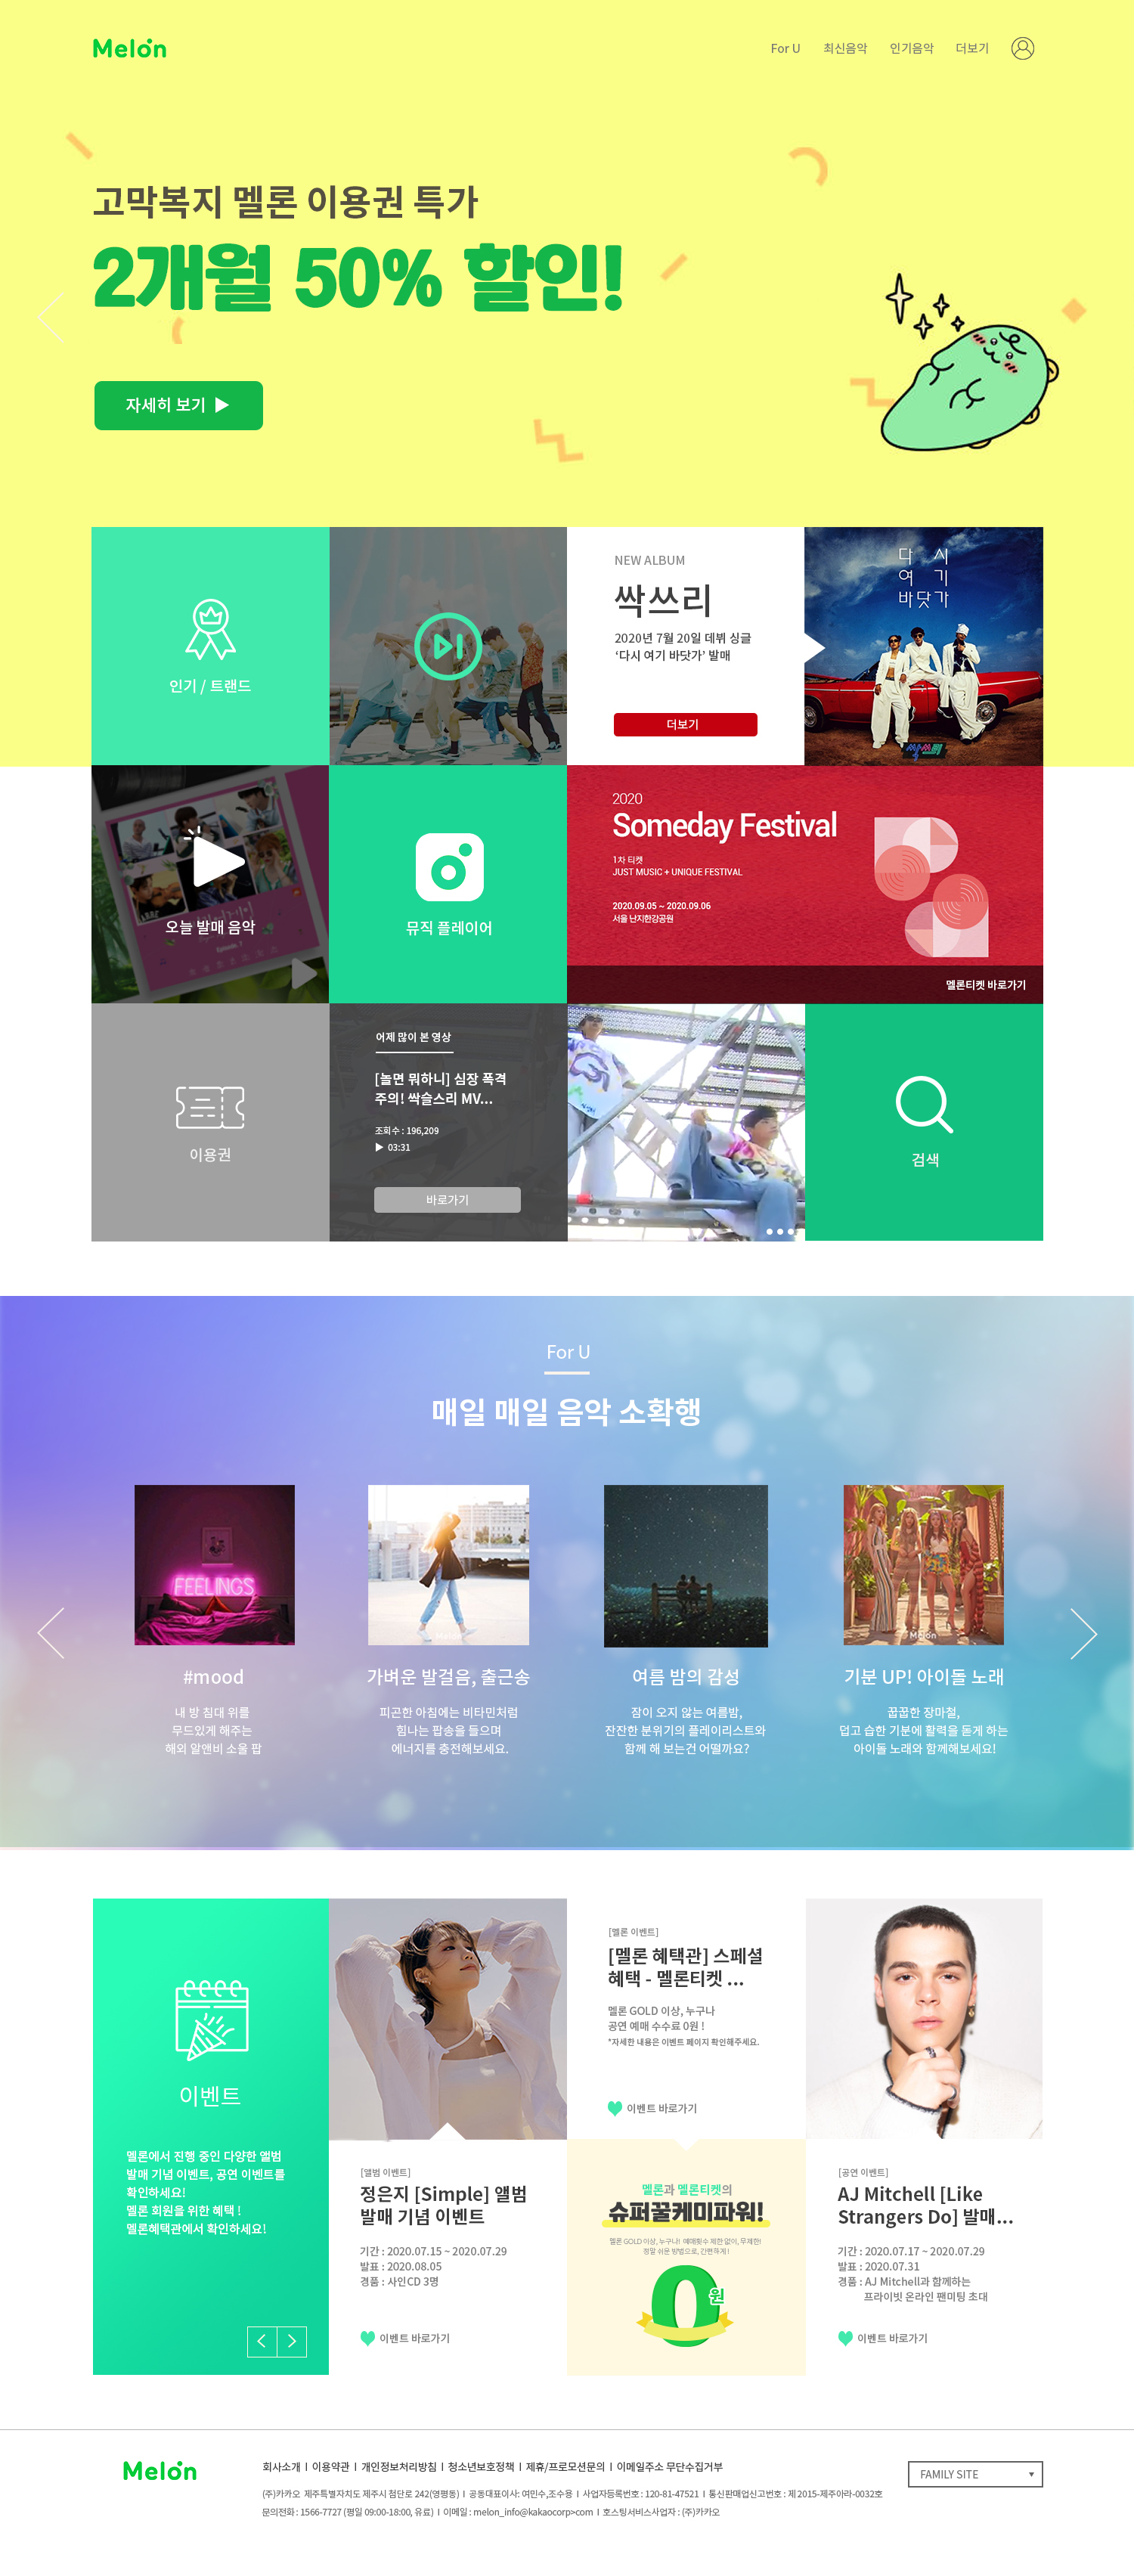 Melon
For U 최신음악 인기음악 더보기
고막복지 멜론 이용권 특가
2개월 50% 할인!
자세히 보기 ▶
인기 / 트랜드
NEW ALBUM
싹쓰리
2020년 7월 20일 데뷔 싱글
‘다시 여기 바닷가’ 발매
더보기
다 시
여 기
바닷가
싹쓰리
오늘 발매 음악
뮤직 플레이어
2020
Someday Festival
1차 티켓
JUST MUSIC + UNIQUE FESTIVAL
2020.09.05 ~ 2020.09.06
서울 난지한강공원
멜론티켓 바로가기
이용권
어제 많이 본 영상
[놀면 뭐하니] 심장 폭격
주의! 싹슬스리 MV...
조회수 : 196,209
▶ 03:31
바로가기
검색
For U
매일 매일 음악 소확행
FEELINGS
Melon
Melon
#mood
내 방 침대 위를
무드있게 해주는
해외 알앤비 소울 팝
가벼운 발걸음, 출근송
피곤한 아침에는 비타민처럼
힘나는 팝송을 들으며
에너지를 충전해보세요.
여름 밤의 감성
잠이 오지 않는 여름밤,
잔잔한 분위기의 플레이리스트와
함께 해 보는건 어떨까요?
기분 UP! 아이돌 노래
꿉꿉한 장마철,
덥고 습한 기분에 활력을 돋게 하는
아이돌 노래와 함께해보세요!
이벤트
멜론에서 진행 중인 다양한 앨범
발매 기념 이벤트, 공연 이벤트를
확인하세요!
멜론 회원을 위한 혜택 !
멜론혜택관에서 확인하세요!
[앨범 이벤트]
정은지 [Simple] 앨범
발매 기념 이벤트
기간 : 2020.07.15 ~ 2020.07.29
발표 : 2020.08.05
경품 : 사인CD 3명
이벤트 바로가기
[멜론 이벤트]
[멜론 혜택관] 스페셜
혜택 - 멜론티켓 ...
멜론 GOLD 이상, 누구나
공연 예매 수수료 0원 !
*자세한 내용은 이벤트 페이지 확인해주세요.
이벤트 바로가기
멜론과 멜론티켓의
슈퍼꿀케미파워!
멜론 GOLD 이상, 누구나! 예매횟수 제한 없이, 무제한!
정말 쉬운 방법으로, 간편하게 !
0원
[공연 이벤트]
AJ Mitchell [Like
Strangers Do] 발매...
기간 : 2020.07.17 ~ 2020.07.29
발표 : 2020.07.31
경품 : AJ Mitchell과 함께하는
프라이빗 온라인 팬미팅 초대
이벤트 바로가기
Melon
회사소개 | 이용약관 | 개인정보처리방침 | 청소년보호정책 | 제휴/프로모션문의 | 이메일주소 무단수집거부
(주)카카오 제주특별자치도 제주시 첨단로 242(영평동) | 공동대표이사: 여민수,조수용 | 사업자등록번호 : 120-81-47521 | 통신판매업신고번호 : 제 2015-제주아라-0032호
문의전화 : 1566-7727 (평일 09:00-18:00, 유료) | 이메일 : melon_info@kakaocorp>com | 호스팅서비스사업자 : (주)카카오
FAMILY SITE ▼